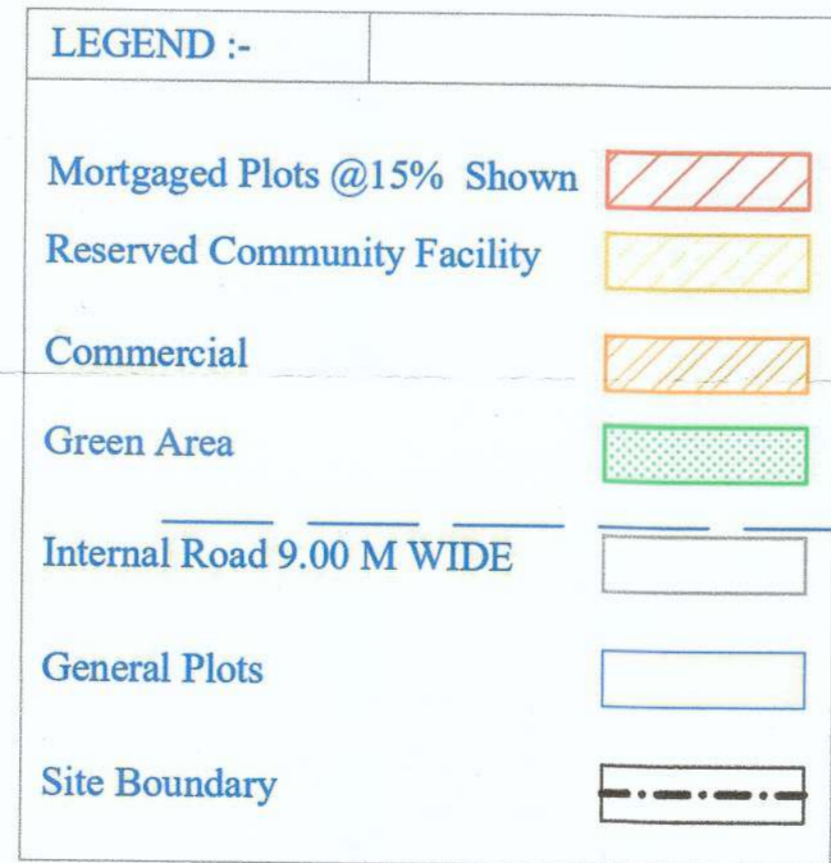 LEGEND :-
Mortgaged Plots @15% Shown
Reserved Community Facility
Commercial
Green Area
Internal Road 9.00 M WIDE
General Plots
Site Boundary